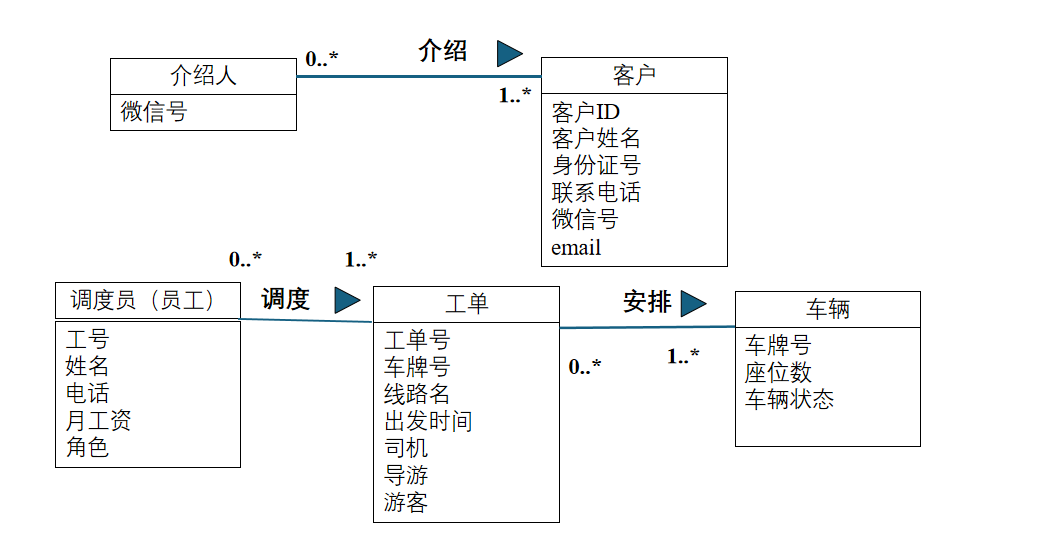 0..*
介绍
介绍人
微信号
1..*
客户
客户ID
客户姓名
身份证号
联系电话
微信号
email
0..*
1..*
调度
调度员（员工）
工号
姓名
电话
月工资
角色
工单
工单号
车牌号
线路名
出发时间
司机
导游
游客
安排
0..*
1..*
车辆
车牌号
座位数
车辆状态